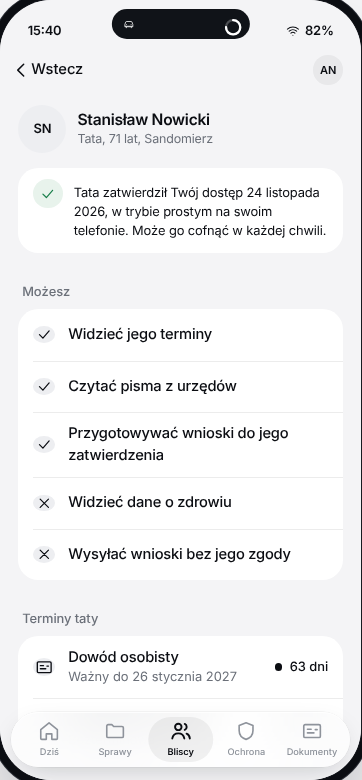 15:40
82%
Wstecz
AN
SN
Stanisław Nowicki
Tata, 71 lat, Sandomierz
Tata zatwierdził Twój dostęp 24 listopada
2026, w trybie prostym na swoim
telefonie. Może go cofnąć w każdej chwili.
Możesz
Widzieć jego terminy
Czytać pisma z urzędów
Przygotowywać wnioski do jego
zatwierdzenia
Widzieć dane o zdrowiu
Wysyłać wnioski bez jego zgody
Terminy taty
Dowód osobisty
63 dni
Ważny do 26 stycznia 2027
Dziś
Sprawy
Bliscy
Ochrona
Dokumenty